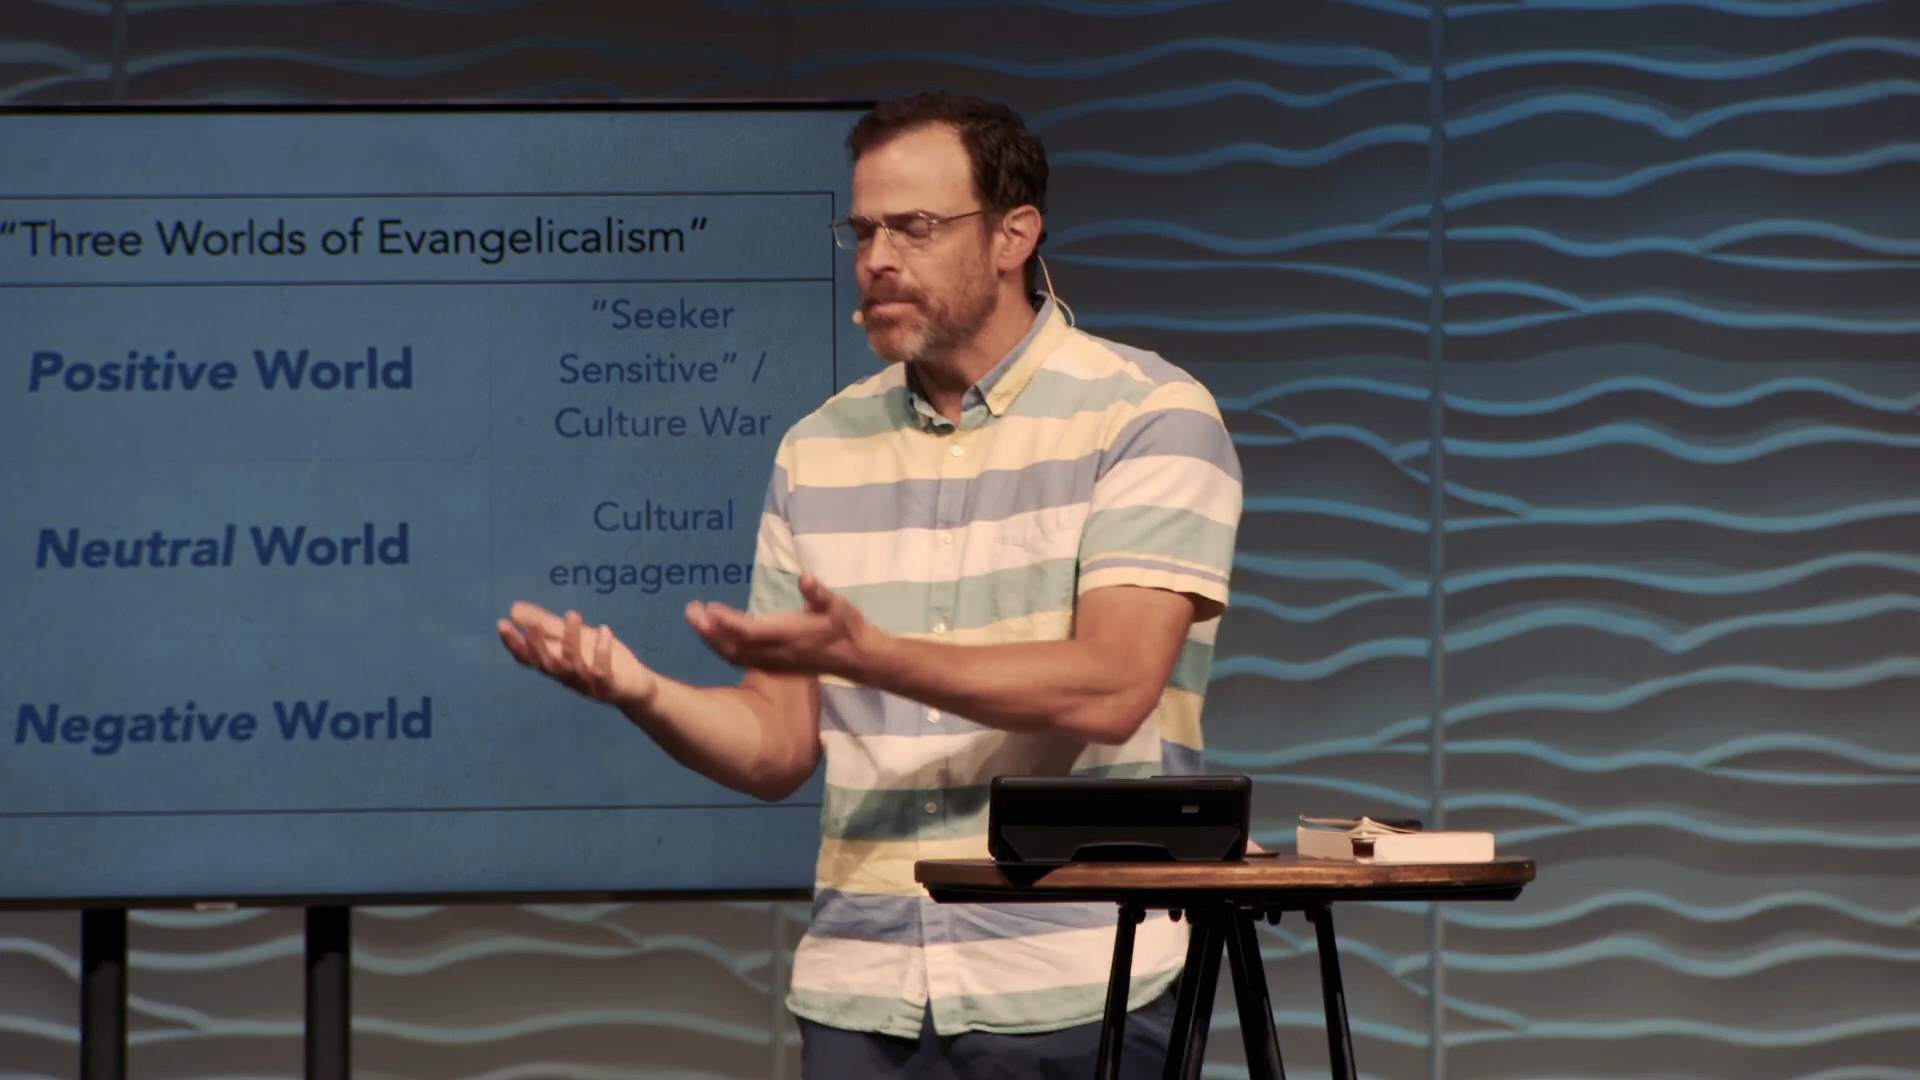 “Three Worlds of Evangelicalism”
Positive World
"Seeker
Sensitive” /
Culture War
Neutral World
Cultural
Negative World